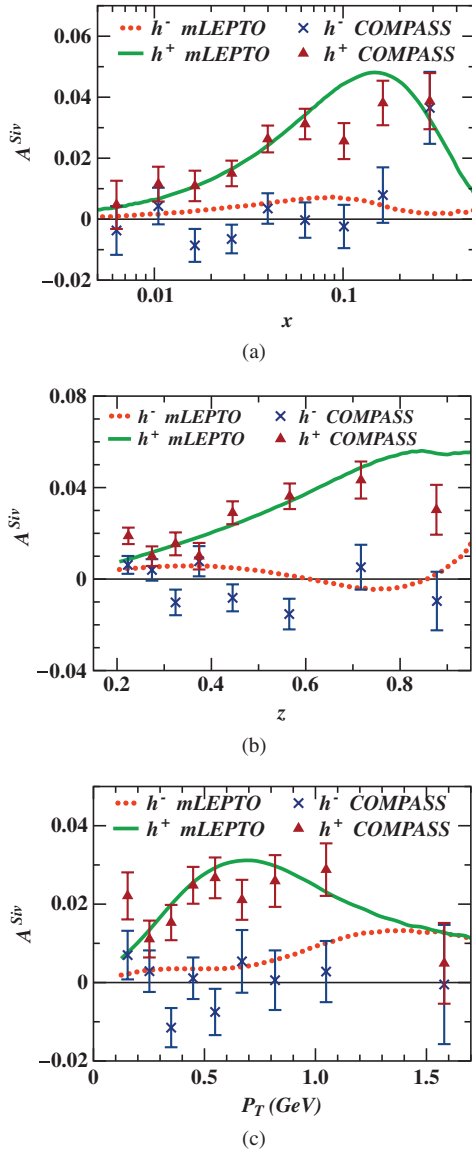 h⁻ mLEPTO h⁻ COMPASS
h⁺ mLEPTO h⁺ COMPASS
0.06
0.04
0.02
0
−0.02
A^Siv
0.01 0.1
x
(a)
h⁻ mLEPTO h⁻ COMPASS
h⁺ mLEPTO h⁺ COMPASS
0.08
0.04
0
−0.04
A^Siv
0.2 0.4 0.6 0.8
z
(b)
h⁻ mLEPTO h⁻ COMPASS
h⁺ mLEPTO h⁺ COMPASS
0.04
0.02
0
−0.02
A^Siv
0 0.5 1.0 1.5
P_T (GeV)
(c)